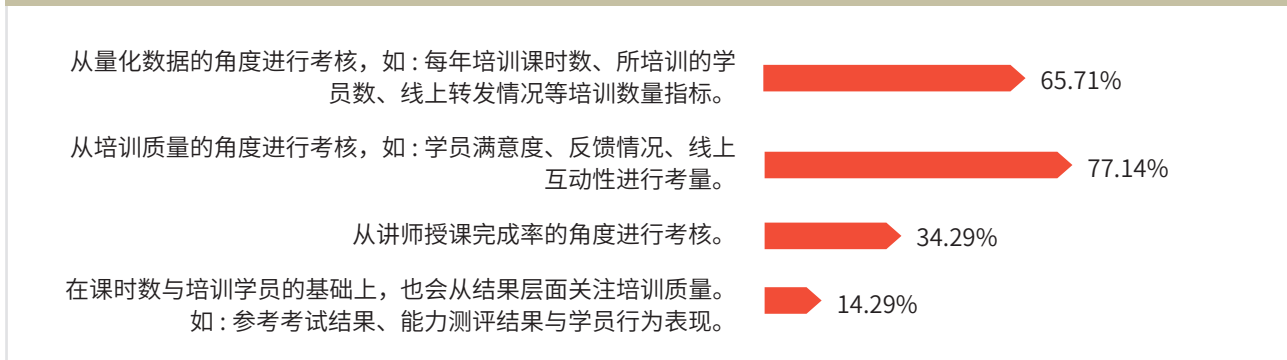 从量化数据的角度进行考核，如：每年培训课时数、所培训的学
员数、线上转发情况等培训数量指标。
65.71%
从培训质量的角度进行考核，如：学员满意度、反馈情况、线上
互动性进行考量。
77.14%
从讲师授课完成率的角度进行考核。
34.29%
在课时数与培训学员的基础上，也会从结果层面关注培训质量。
如：参考考试结果、能力测评结果与学员行为表现。
14.29%